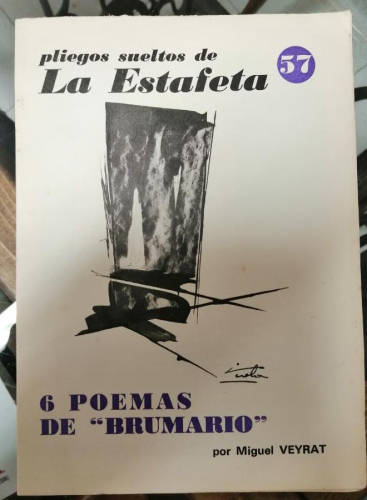 pliegos sueltos de
La Estafeta
57
6 POEMAS
DE "BRUMARIO"
por Miguel VEYRAT